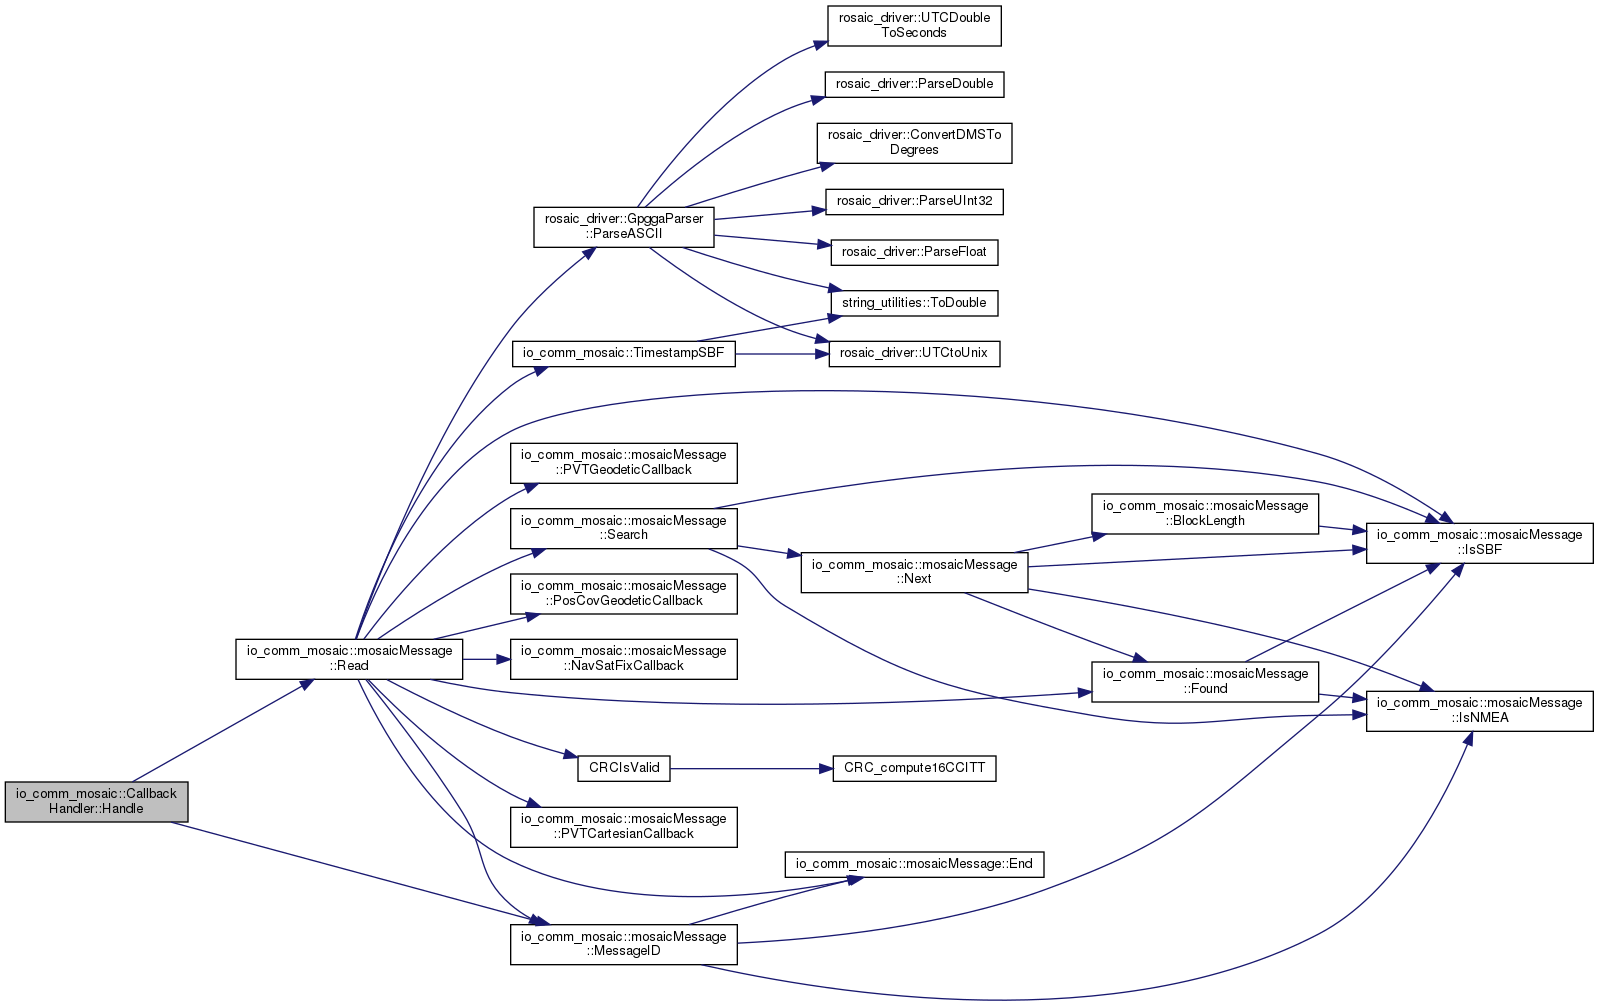 rosaic_driver::UTCDouble
ToSeconds
rosaic_driver::ParseDouble
rosaic_driver::ConvertDMSTo
Degrees
rosaic_driver::ParseUInt32
rosaic_driver::GpggaParser
::ParseASCII
rosaic_driver::ParseFloat
string_utilities::ToDouble
io_comm_mosaic::TimestampSBF
rosaic_driver::UTCtoUnix
io_comm_mosaic::mosaicMessage
::PVTGeodeticCallback
io_comm_mosaic::mosaicMessage
::Search
io_comm_mosaic::mosaicMessage
::BlockLength
io_comm_mosaic::mosaicMessage
::IsSBF
io_comm_mosaic::mosaicMessage
::Next
io_comm_mosaic::mosaicMessage
::PosCovGeodeticCallback
io_comm_mosaic::mosaicMessage
::Read
io_comm_mosaic::mosaicMessage
::NavSatFixCallback
io_comm_mosaic::mosaicMessage
::Found
io_comm_mosaic::mosaicMessage
::IsNMEA
CRCIsValid
CRC_compute16CCITT
io_comm_mosaic::Callback
Handler::Handle
io_comm_mosaic::mosaicMessage
::PVTCartesianCallback
io_comm_mosaic::mosaicMessage::End
io_comm_mosaic::mosaicMessage
::MessageID